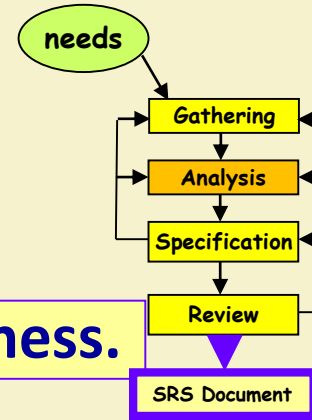 needs
Gathering
Analysis
Specification
Review
ness.
SRS Document